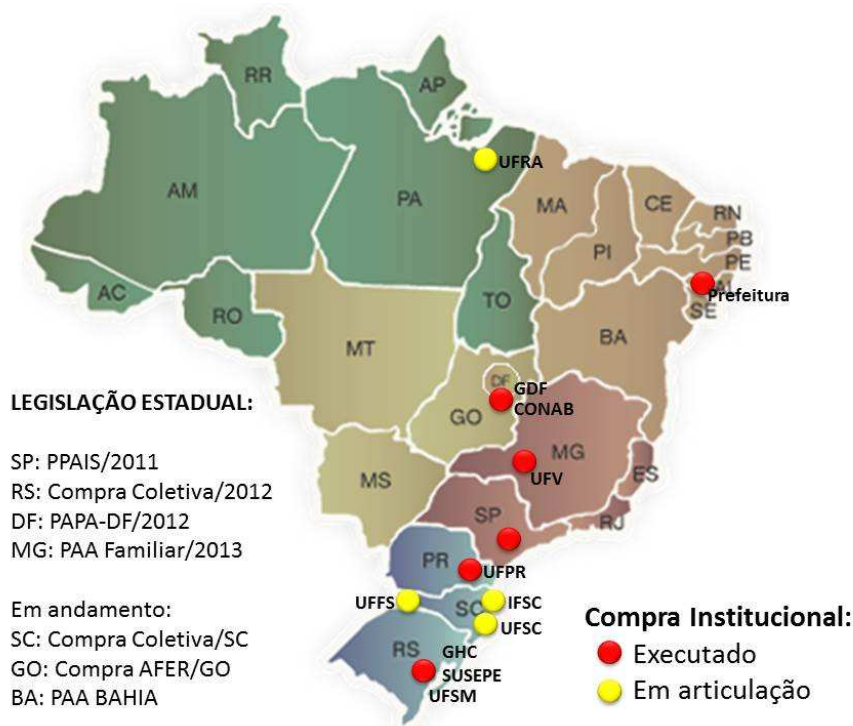 RR
AP
UFRA
AM
PA
MA
CE
RN
PB
PI
PE
AC
TO
AL
Prefeitura
SE
RO
BA
MT
DF
GDF
CONAB
GO
MG
UFV
ES
MS
SP
RJ
PR
UFPR
UFFS
IFSC
SC
UFSC
RS
GHC
SUSEPE
UFSM
LEGISLAÇÃO ESTADUAL:
SP: PPAIS/2011
RS: Compra Coletiva/2012
DF: PAPA-DF/2012
MG: PAA Familiar/2013
Em andamento:
SC: Compra Coletiva/SC
GO: Compra AFER/GO
BA: PAA BAHIA
Compra Institucional:
Executado
Em articulação